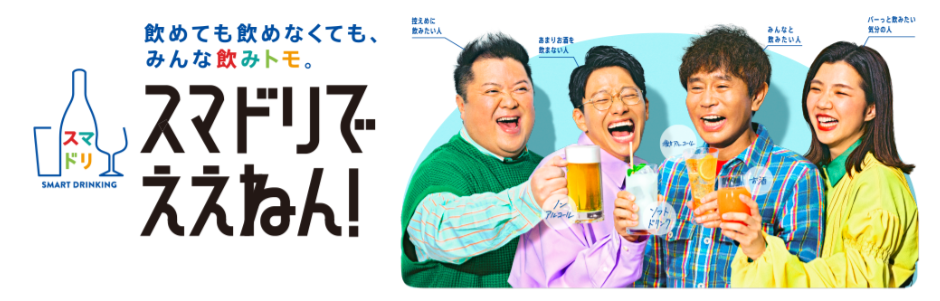 飲めても飲めなくても、
みんな飲みトモ。
スマドリで
ええねん!
スマ
ドリ
SMART DRINKING
控えめに
飲みたい人
あまりお酒を
飲まない人
みんなと
飲みたい人
パーっと飲みたい
気分の人
ノン
アルコール
ソフト
ドリンク
微アルコール
お酒